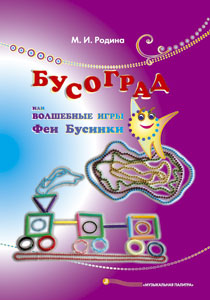 М. И. Родина
БУСОГРАД
ИЛИ
ВОЛШЕБНЫЕ ИГРЫ
ФЕИ БУСИНКИ
«МУЗЫКАЛЬНАЯ ПАЛИТРА»